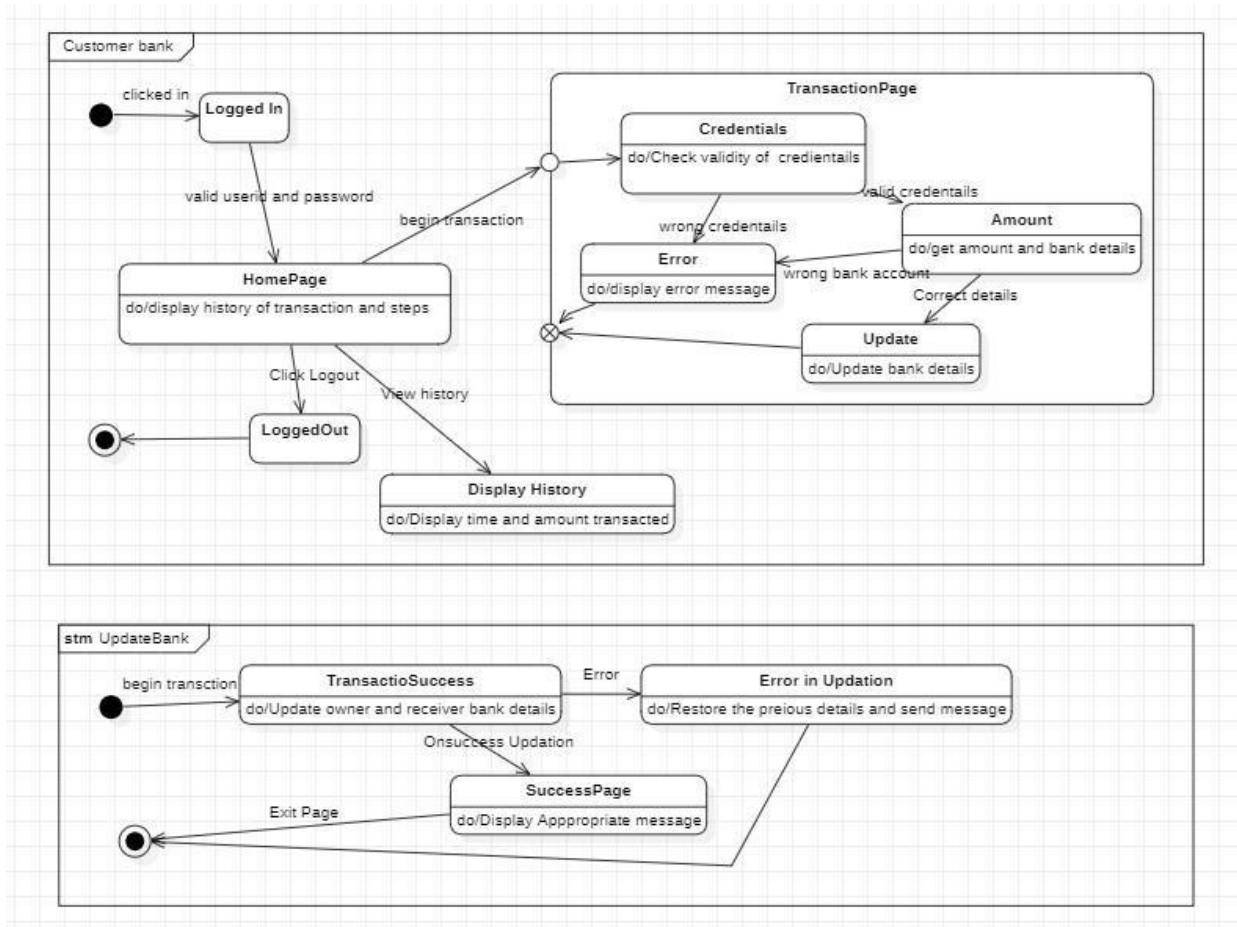 Customer bank
clicked in
Logged In
TransactionPage
Credentials
do/Check validity of credientails
valid userid and password
valid credentails
begin transaction
wrong credentails
Amount
do/get amount and bank details
Error
do/display error message
wrong bank account
HomePage
do/display history of transaction and steps
Correct details
Update
do/Update bank details
Click Logout
View history
LoggedOut
Display History
do/Display time and amount transacted
stm UpdateBank
begin transction
TransactioSuccess
do/Update owner and receiver bank details
Error
Error in Updation
do/Restore the preious details and send message
Onsuccess Updation
SuccessPage
do/Display Apppropriate message
Exit Page